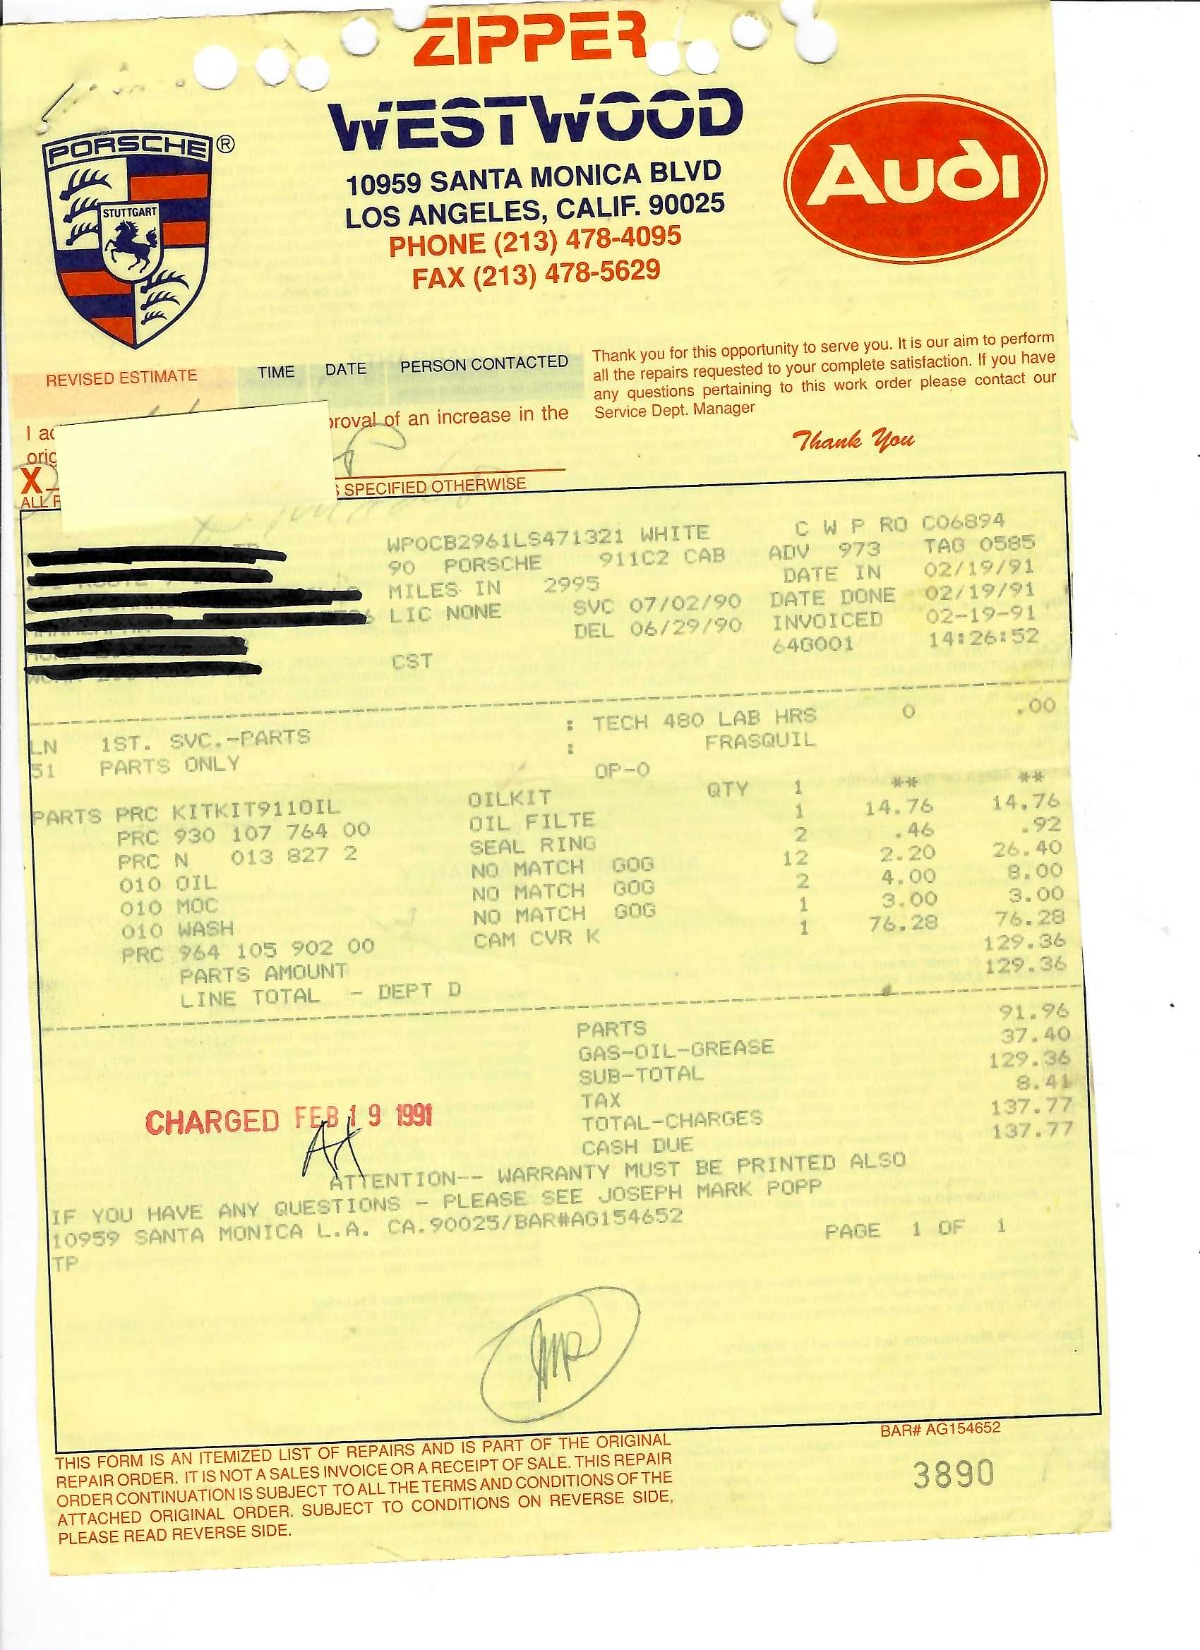 ZIPPER
WESTWOOD
10959 SANTA MONICA BLVD
LOS ANGELES, CALIF. 90025
PHONE (213) 478-4095
FAX (213) 478-5629
PORSCHE ®
STUTTGART
Audi
REVISED ESTIMATE TIME DATE PERSON CONTACTED
I ac proval of an increase in the
orig
X
ALL P S SPECIFIED OTHERWISE
Thank you for this opportunity to serve you. It is our aim to perform
all the repairs requested to your complete satisfaction. If you have
any questions pertaining to this work order please contact our
Service Dept. Manager
Thank You
WPOCB2961LS471321 WHITE C W P RO C06894
90 PORSCHE 911C2 CAB ADV 973 TAG 0585
MILES IN 2995 DATE IN 02/19/91
LIC NONE SVC 07/02/90 DATE DONE 02/19/91
DEL 06/29/90 INVOICED 02-19-91
CST 64G001 14:26:52
LN 1ST. SVC.-PARTS : TECH 480 LAB HRS 0 .00
51 PARTS ONLY : FRASQUIL
OP-O
PARTS PRC KITKIT911OIL OILKIT QTY 1 ** **
PRC 930 107 764 00 OIL FILTE 1 14.76 14.76
PRC N 013 827 2 SEAL RING 2 .46 .92
010 OIL NO MATCH GOG 12 2.20 26.40
010 MOC NO MATCH GOG 2 4.00 8.00
010 WASH NO MATCH GOG 1 3.00 3.00
PRC 964 105 902 00 CAM CVR K 1 76.28 76.28
PARTS AMOUNT 129.36
LINE TOTAL - DEPT D 129.36
PARTS 91.96
GAS-OIL-GREASE 37.40
SUB-TOTAL 129.36
TAX 8.41
TOTAL-CHARGES 137.77
CASH DUE 137.77
CHARGED FEB 19 1991
ATTENTION-- WARRANTY MUST BE PRINTED ALSO
IF YOU HAVE ANY QUESTIONS - PLEASE SEE JOSEPH MARK POPP
10959 SANTA MONICA L.A. CA.90025/BAR#AG154652
TP PAGE 1 OF 1
BAR# AG154652
3890
THIS FORM IS AN ITEMIZED LIST OF REPAIRS AND IS PART OF THE ORIGINAL
REPAIR ORDER. IT IS NOT A SALES INVOICE OR A RECEIPT OF SALE. THIS REPAIR
ORDER CONTINUATION IS SUBJECT TO ALL THE TERMS AND CONDITIONS OF THE
ATTACHED ORIGINAL ORDER. SUBJECT TO CONDITIONS ON REVERSE SIDE,
PLEASE READ REVERSE SIDE.